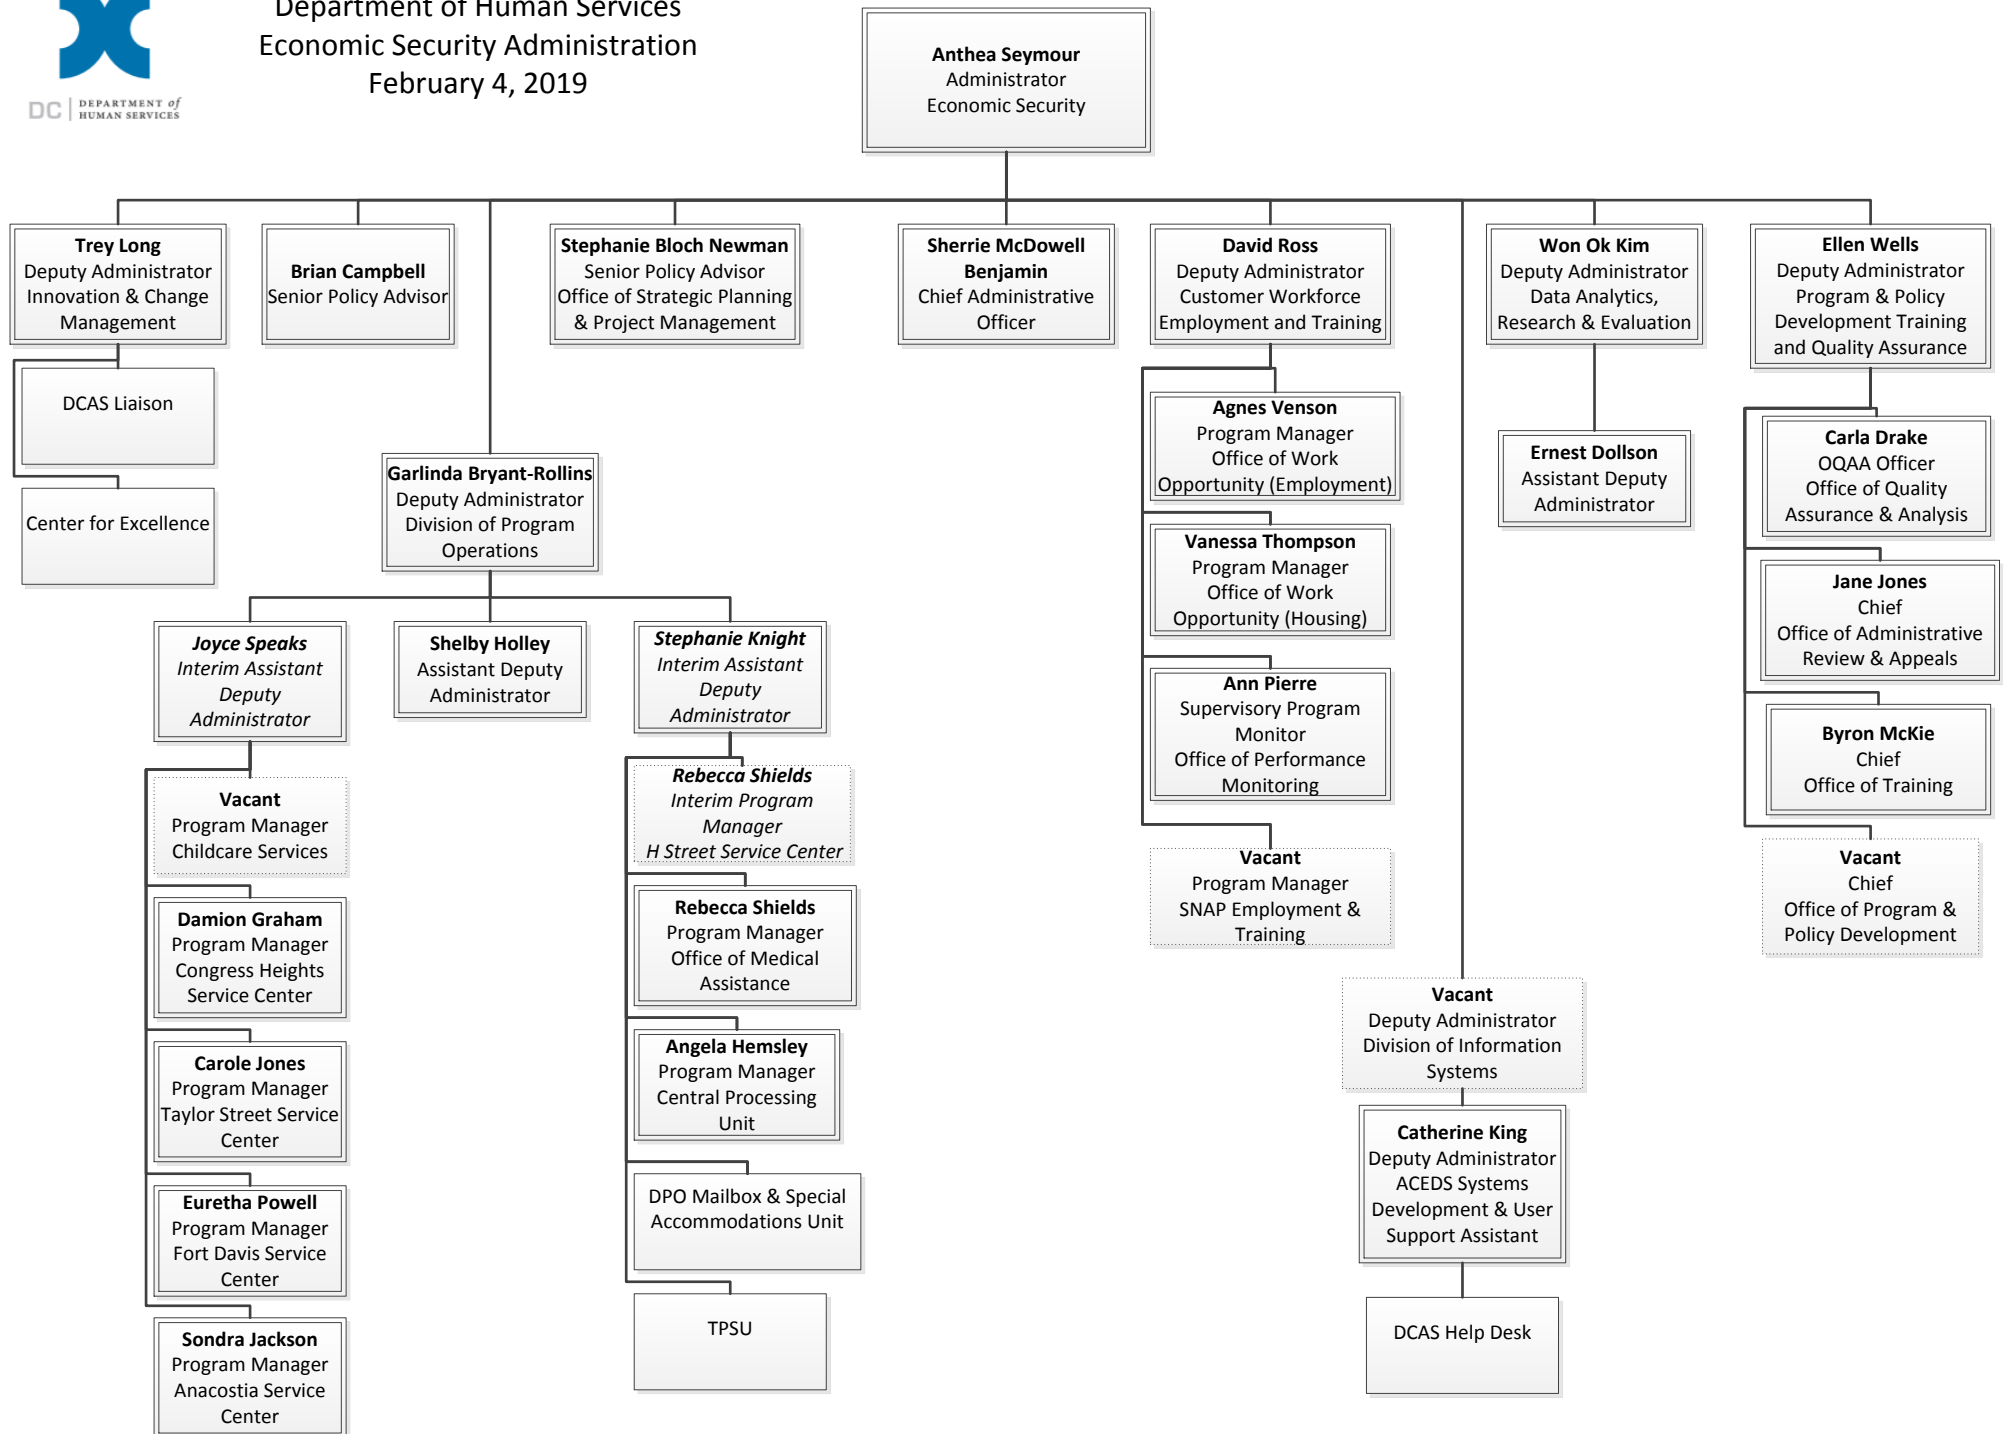 Department of Human Services
Economic Security Administration
February 4, 2019
DC
DEPARTMENT of
HUMAN SERVICES
Anthea Seymour
Administrator
Economic Security
Trey Long
Deputy Administrator
Innovation & Change
Management
Brian Campbell
Senior Policy Advisor
Stephanie Bloch Newman
Senior Policy Advisor
Office of Strategic Planning
& Project Management
Sherrie McDowell
Benjamin
Chief Administrative
Officer
David Ross
Deputy Administrator
Customer Workforce
Employment and Training
Won Ok Kim
Deputy Administrator
Data Analytics,
Research & Evaluation
Ellen Wells
Deputy Administrator
Program & Policy
Development Training
and Quality Assurance
DCAS Liaison
Center for Excellence
Garlinda Bryant-Rollins
Deputy Administrator
Division of Program
Operations
Joyce Speaks
Interim Assistant
Deputy
Administrator
Shelby Holley
Assistant Deputy
Administrator
Stephanie Knight
Interim Assistant
Deputy
Administrator
Vacant
Program Manager
Childcare Services
Damion Graham
Program Manager
Congress Heights
Service Center
Carole Jones
Program Manager
Taylor Street Service
Center
Euretha Powell
Program Manager
Fort Davis Service
Center
Sondra Jackson
Program Manager
Anacostia Service
Center
Rebecca Shields
Interim Program
Manager
H Street Service Center
Rebecca Shields
Program Manager
Office of Medical
Assistance
Angela Hemsley
Program Manager
Central Processing
Unit
DPO Mailbox & Special
Accommodations Unit
TPSU
Agnes Venson
Program Manager
Office of Work
Opportunity (Employment)
Vanessa Thompson
Program Manager
Office of Work
Opportunity (Housing)
Ann Pierre
Supervisory Program
Monitor
Office of Performance
Monitoring
Vacant
Program Manager
SNAP Employment &
Training
Vacant
Deputy Administrator
Division of Information
Systems
Catherine King
Deputy Administrator
ACEDS Systems
Development & User
Support Assistant
DCAS Help Desk
Ernest Dollson
Assistant Deputy
Administrator
Carla Drake
OQAA Officer
Office of Quality
Assurance & Analysis
Jane Jones
Chief
Office of Administrative
Review & Appeals
Byron McKie
Chief
Office of Training
Vacant
Chief
Office of Program &
Policy Development